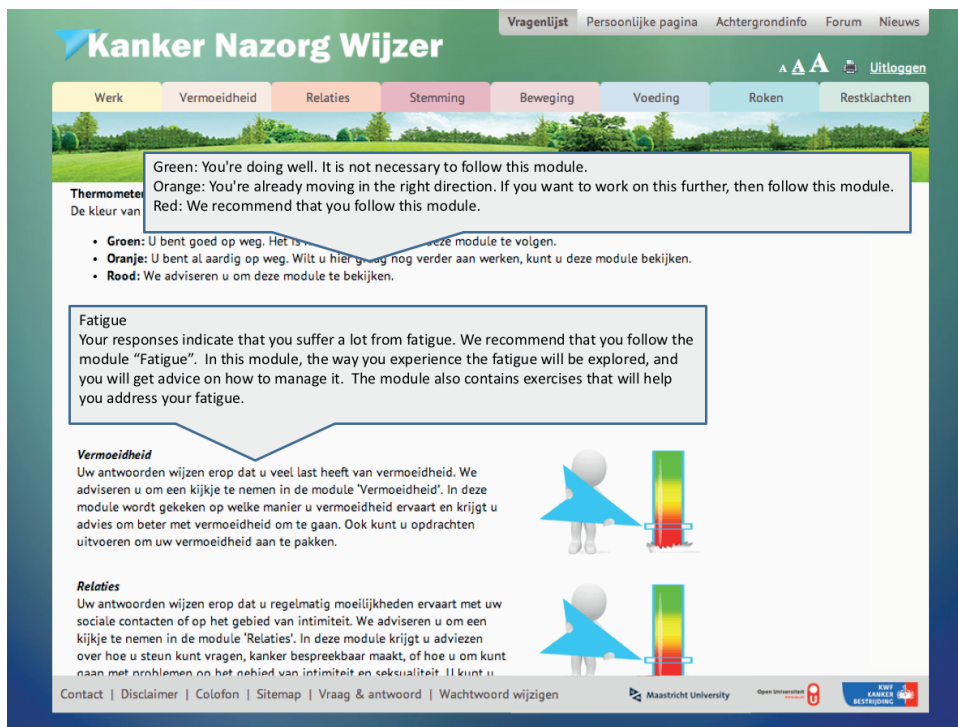 Vragenlijst Persoonlijke pagina Achtergrondinfo Forum Nieuws
Kanker Nazorg Wijzer
A A A Uitloggen
Werk Vermoeidheid Relaties Stemming Beweging Voeding Roken Restklachten
Green: You're doing well. It is not necessary to follow this module.
Orange: You're already moving in the right direction. If you want to work on this further, then follow this module.
Red: We recommend that you follow this module.
De kleur van
• Groen: U bent goed op weg. Het is deze module te volgen.
• Oranje: U bent al aardig op weg. Wilt u hier graag nog verder aan werken, kunt u deze module bekijken.
• Rood: We adviseren u om deze module te bekijken.
Fatigue
Your responses indicate that you suffer a lot from fatigue. We recommend that you follow the
module “Fatigue”. In this module, the way you experience the fatigue will be explored, and
you will get advice on how to manage it. The module also contains exercises that will help
you address your fatigue.
Vermoeidheid
Uw antwoorden wijzen erop dat u veel last heeft van vermoeidheid. We
adviseren u om een kijkje te nemen in de module ‘Vermoeidheid’. In deze
module wordt gekeken op welke manier u vermoeidheid ervaart en krijgt u
advies om beter met vermoeidheid om te gaan. Ook kunt u opdrachten
uitvoeren om uw vermoeidheid aan te pakken.
Relaties
Uw antwoorden wijzen erop dat u regelmatig moeilijkheden ervaart met uw
sociale contacten of op het gebied van intimiteit. We adviseren u om een
kijkje te nemen in de module ‘Relaties’. In deze module krijgt u adviezen
over hoe u steun kunt vragen, kanker bespreekbaar maakt, of hoe u om kunt
gaan met problemen op het gebied van intimiteit en seksualiteit. U kunt u
Contact | Disclaimer | Colofon | Sitemap | Vraag & antwoord | Wachtwoord wijzigen
Maastricht University
Open Universiteit
KWF
KANKER
BESTRIJDING